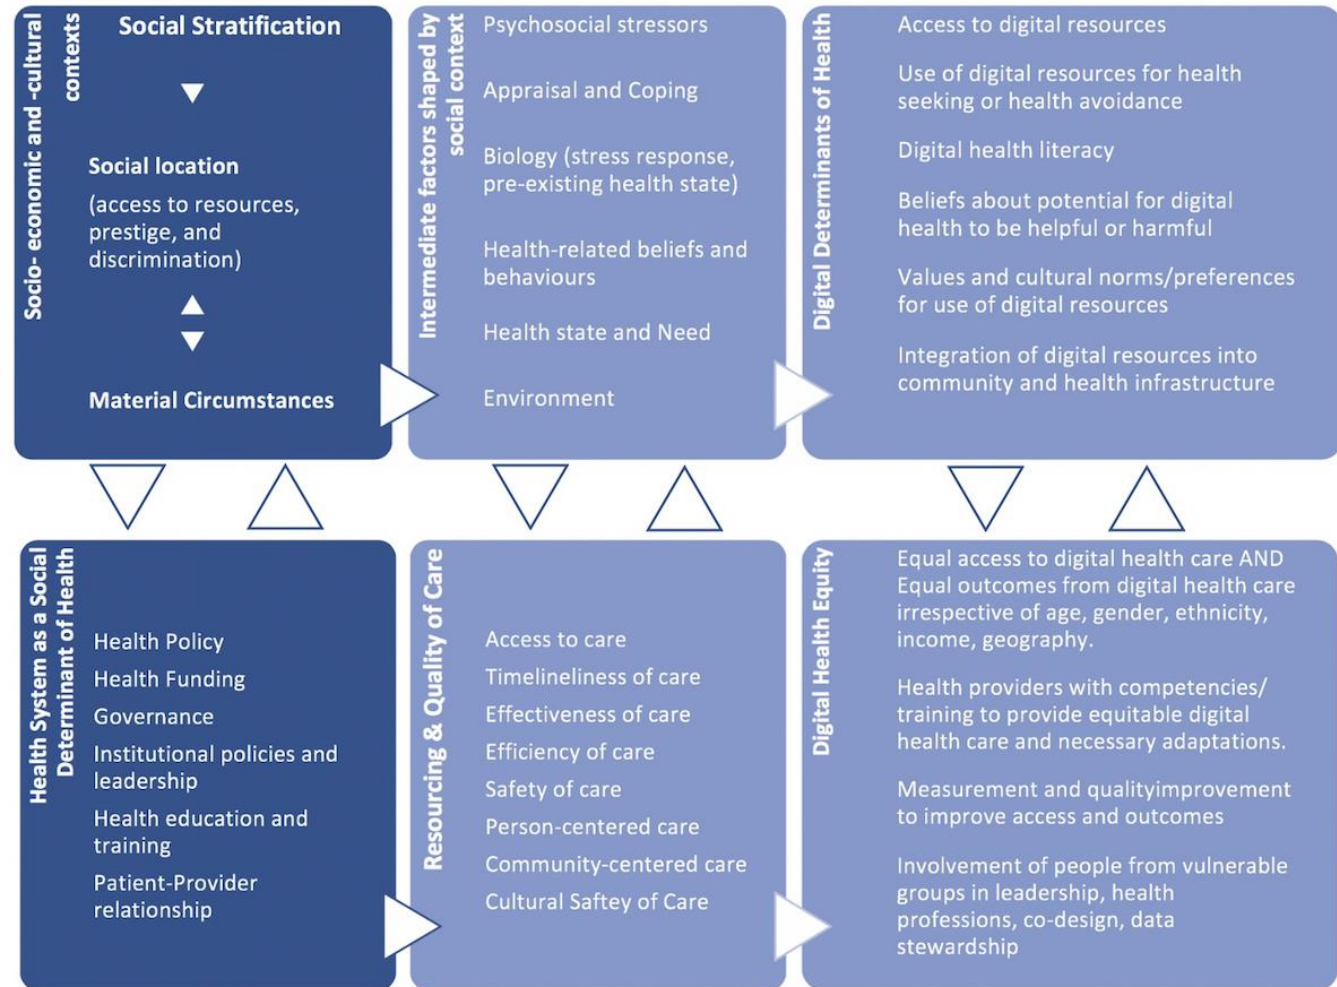 Socio- economic and -cultural
contexts
Social Stratification
Social location
(access to resources,
prestige, and
discrimination)
Material Circumstances
Intermediate factors shaped by
social context
Psychosocial stressors
Appraisal and Coping
Biology (stress response,
pre-existing health state)
Health-related beliefs and
behaviours
Health state and Need
Environment
Digital Determinants of Health
Access to digital resources
Use of digital resources for health
seeking or health avoidance
Digital health literacy
Beliefs about potential for digital
health to be helpful or harmful
Values and cultural norms/preferences
for use of digital resources
Integration of digital resources into
community and health infrastructure
Health System as a Social
Determinant of Health
Health Policy
Health Funding
Governance
Institutional policies and
leadership
Health education and
training
Patient-Provider
relationship
Resourcing & Quality of Care
Access to care
Timelineliness of care
Effectiveness of care
Efficiency of care
Safety of care
Person-centered care
Community-centered care
Cultural Saftey of Care
Digital Health Equity
Equal access to digital health care AND
Equal outcomes from digital health care
irrespective of age, gender, ethnicity,
income, geography.
Health providers with competencies/
training to provide equitable digital
health care and necessary adaptations.
Measurement and qualityimprovement
to improve access and outcomes
Involvement of people from vulnerable
groups in leadership, health
professions, co-design, data
stewardship